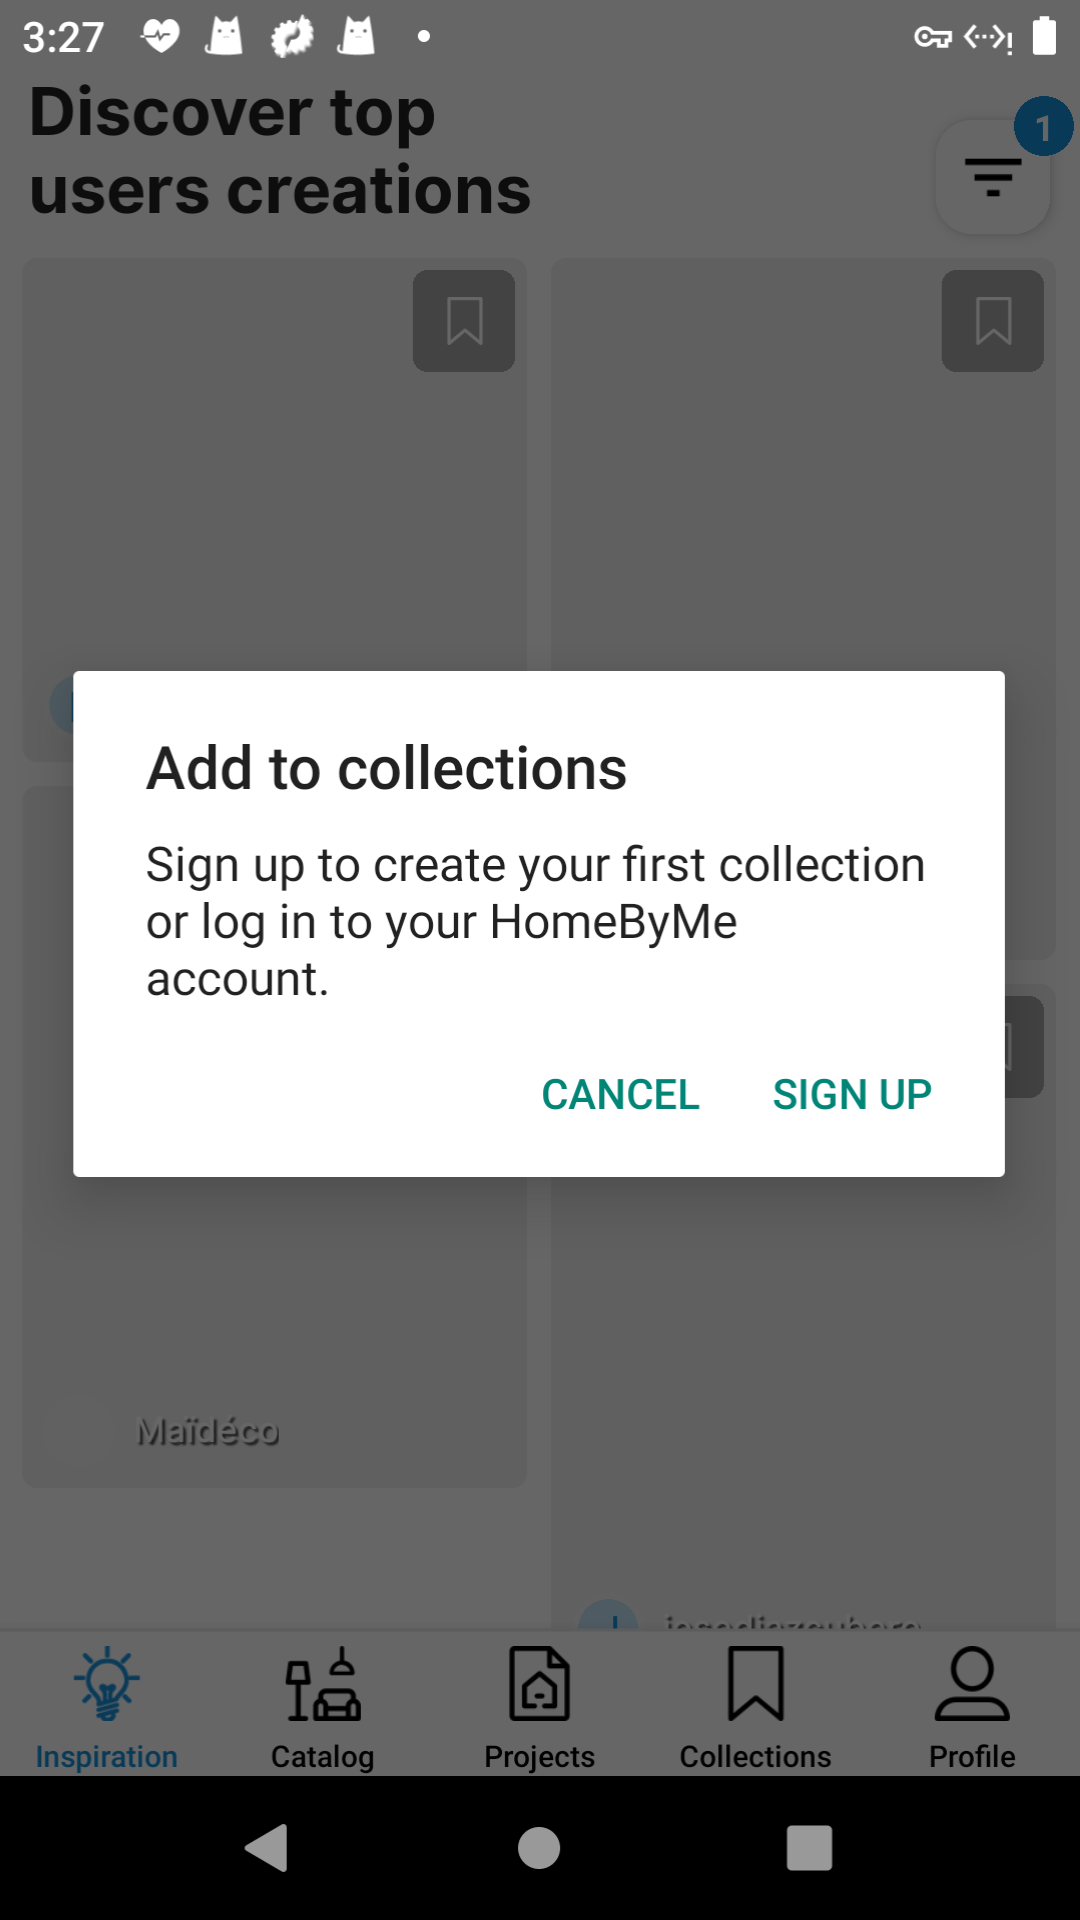 3:27
1
Discover top
users creations
Add to collections
Sign up to create your first collection
or log in to your HomeByMe
account.
CANCEL
SIGN UP
Maïdéco
Inspiration
Catalog
Projects
Collections
Profile